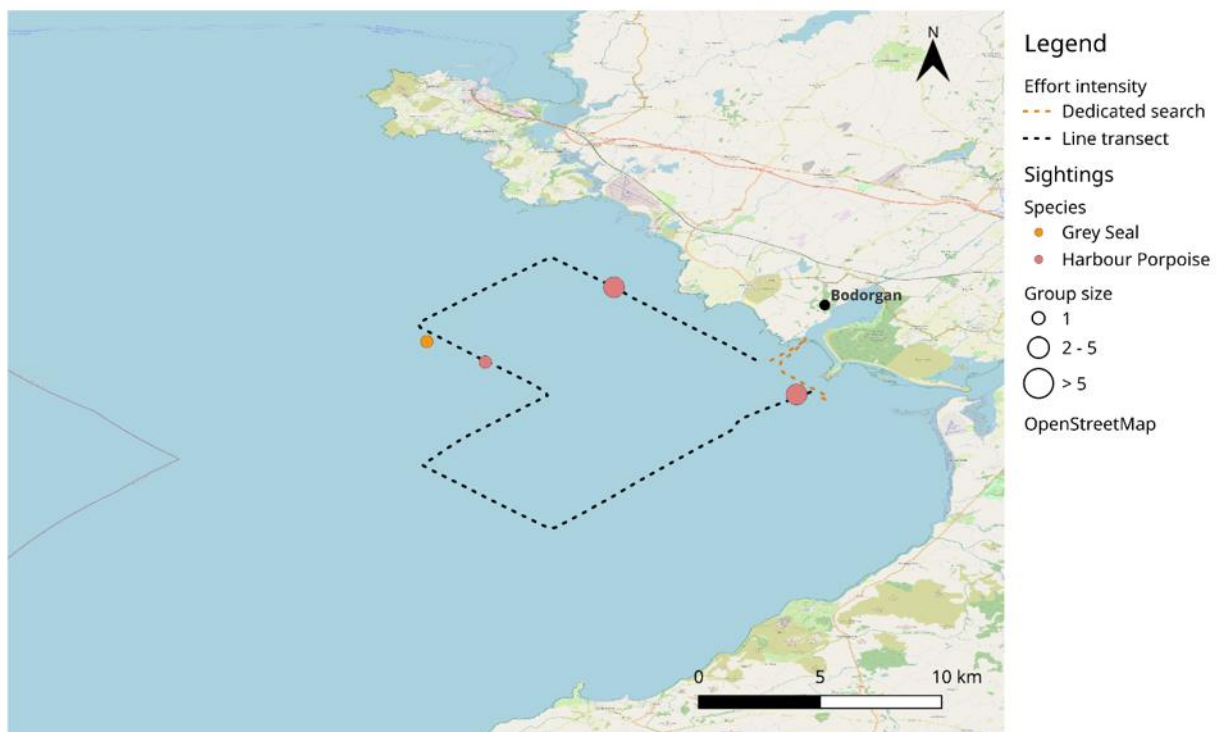 N
Bodorgan
0 5 10 km
Legend
Effort intensity
Dedicated search
Line transect
Sightings
Species
Grey Seal
Harbour Porpoise
Group size
1
2 - 5
> 5
OpenStreetMap